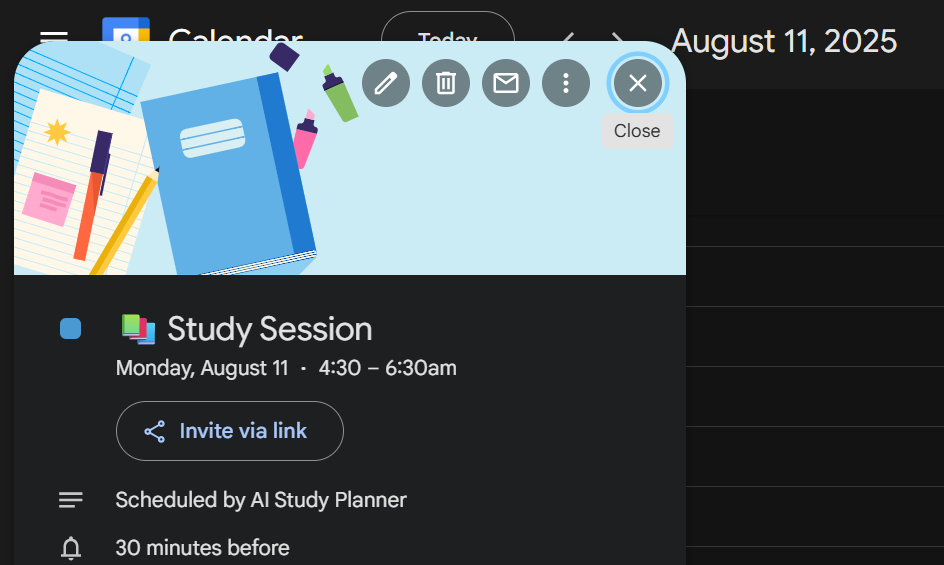 Calendar
Today
August 11, 2025
Close
Study Session
Monday, August 11 · 4:30 – 6:30am
Invite via link
Scheduled by AI Study Planner
30 minutes before